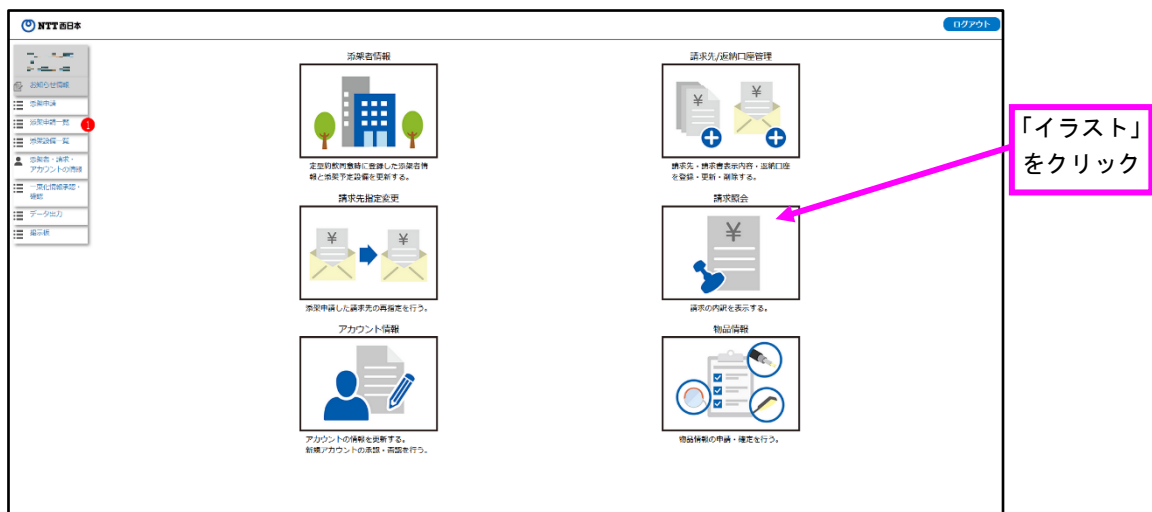 NTT西日本
ログアウト
お知らせ情報
添架申請
添架申請一覧
1
添架設備一覧
添架者・請求・
アカウントの情報
一束化情報承認・
確認
データ出力
掲示板
添架者情報
定型約款同意時に登録した添架者情
報と添架予定設備を更新する。
請求先/返納口座管理
請求先・請求書表示内容・返納口座
を登録・更新・削除する。
請求先指定変更
添架申請した請求先の再指定を行う。
請求照会
請求の内訳を表示する。
アカウント情報
アカウントの情報を更新する。
新規アカウントの承認・否認を行う。
物品情報
物品情報の申請・確定を行う。
「イラスト」
をクリック